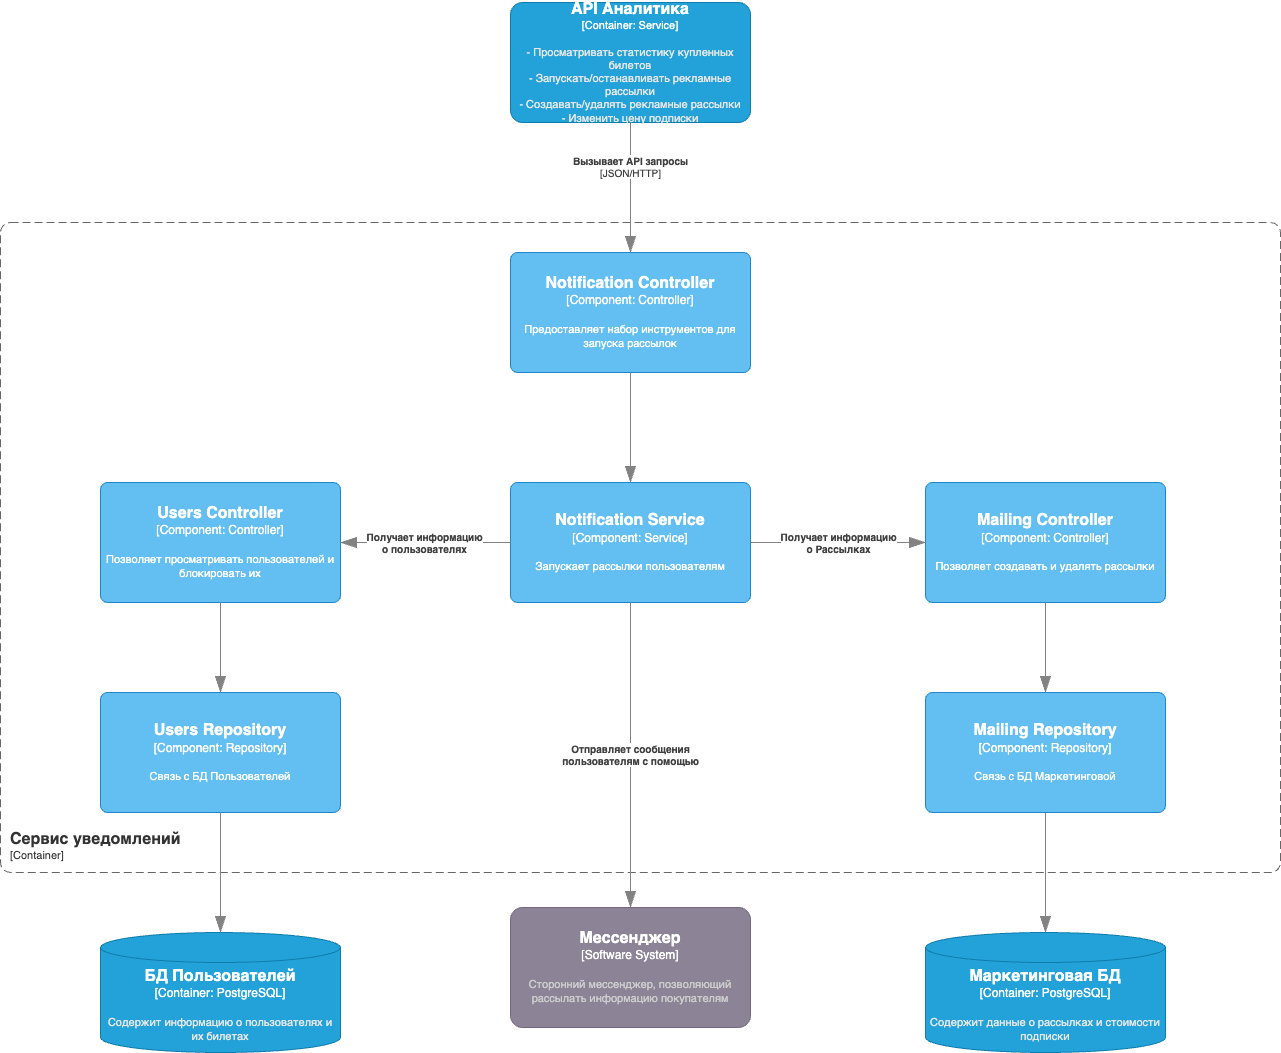 API Аналитика
[Container: Service]
- Просматривать статистику купленных
билетов
- Запускать/останавливать рекламные
рассылки
- Создавать/удалять рекламные рассылки
- Изменить цену подписки
Вызывает API запросы
[JSON/HTTP]
Notification Controller
[Component: Controller]
Предоставляет набор инструментов для
запуска рассылок
Users Controller
[Component: Controller]
Позволяет просматривать пользователей и
блокировать их
Получает информацию
о пользователях
Notification Service
[Component: Service]
Запускает рассылки пользователям
Получает информацию
о Рассылках
Mailing Controller
[Component: Controller]
Позволяет создавать и удалять рассылки
Users Repository
[Component: Repository]
Связь с БД Пользователей
Отправляет сообщения
пользователям с помощью
Mailing Repository
[Component: Repository]
Связь с БД Маркетинговой
Сервис уведомлений
[Container]
БД Пользователей
[Container: PostgreSQL]
Содержит информацию о пользователях и
их билетах
Мессенджер
[Software System]
Сторонний мессенджер, позволяющий
рассылать информацию покупателям
Маркетинговая БД
[Container: PostgreSQL]
Содержит данные о рассылках и стоимости
подписки